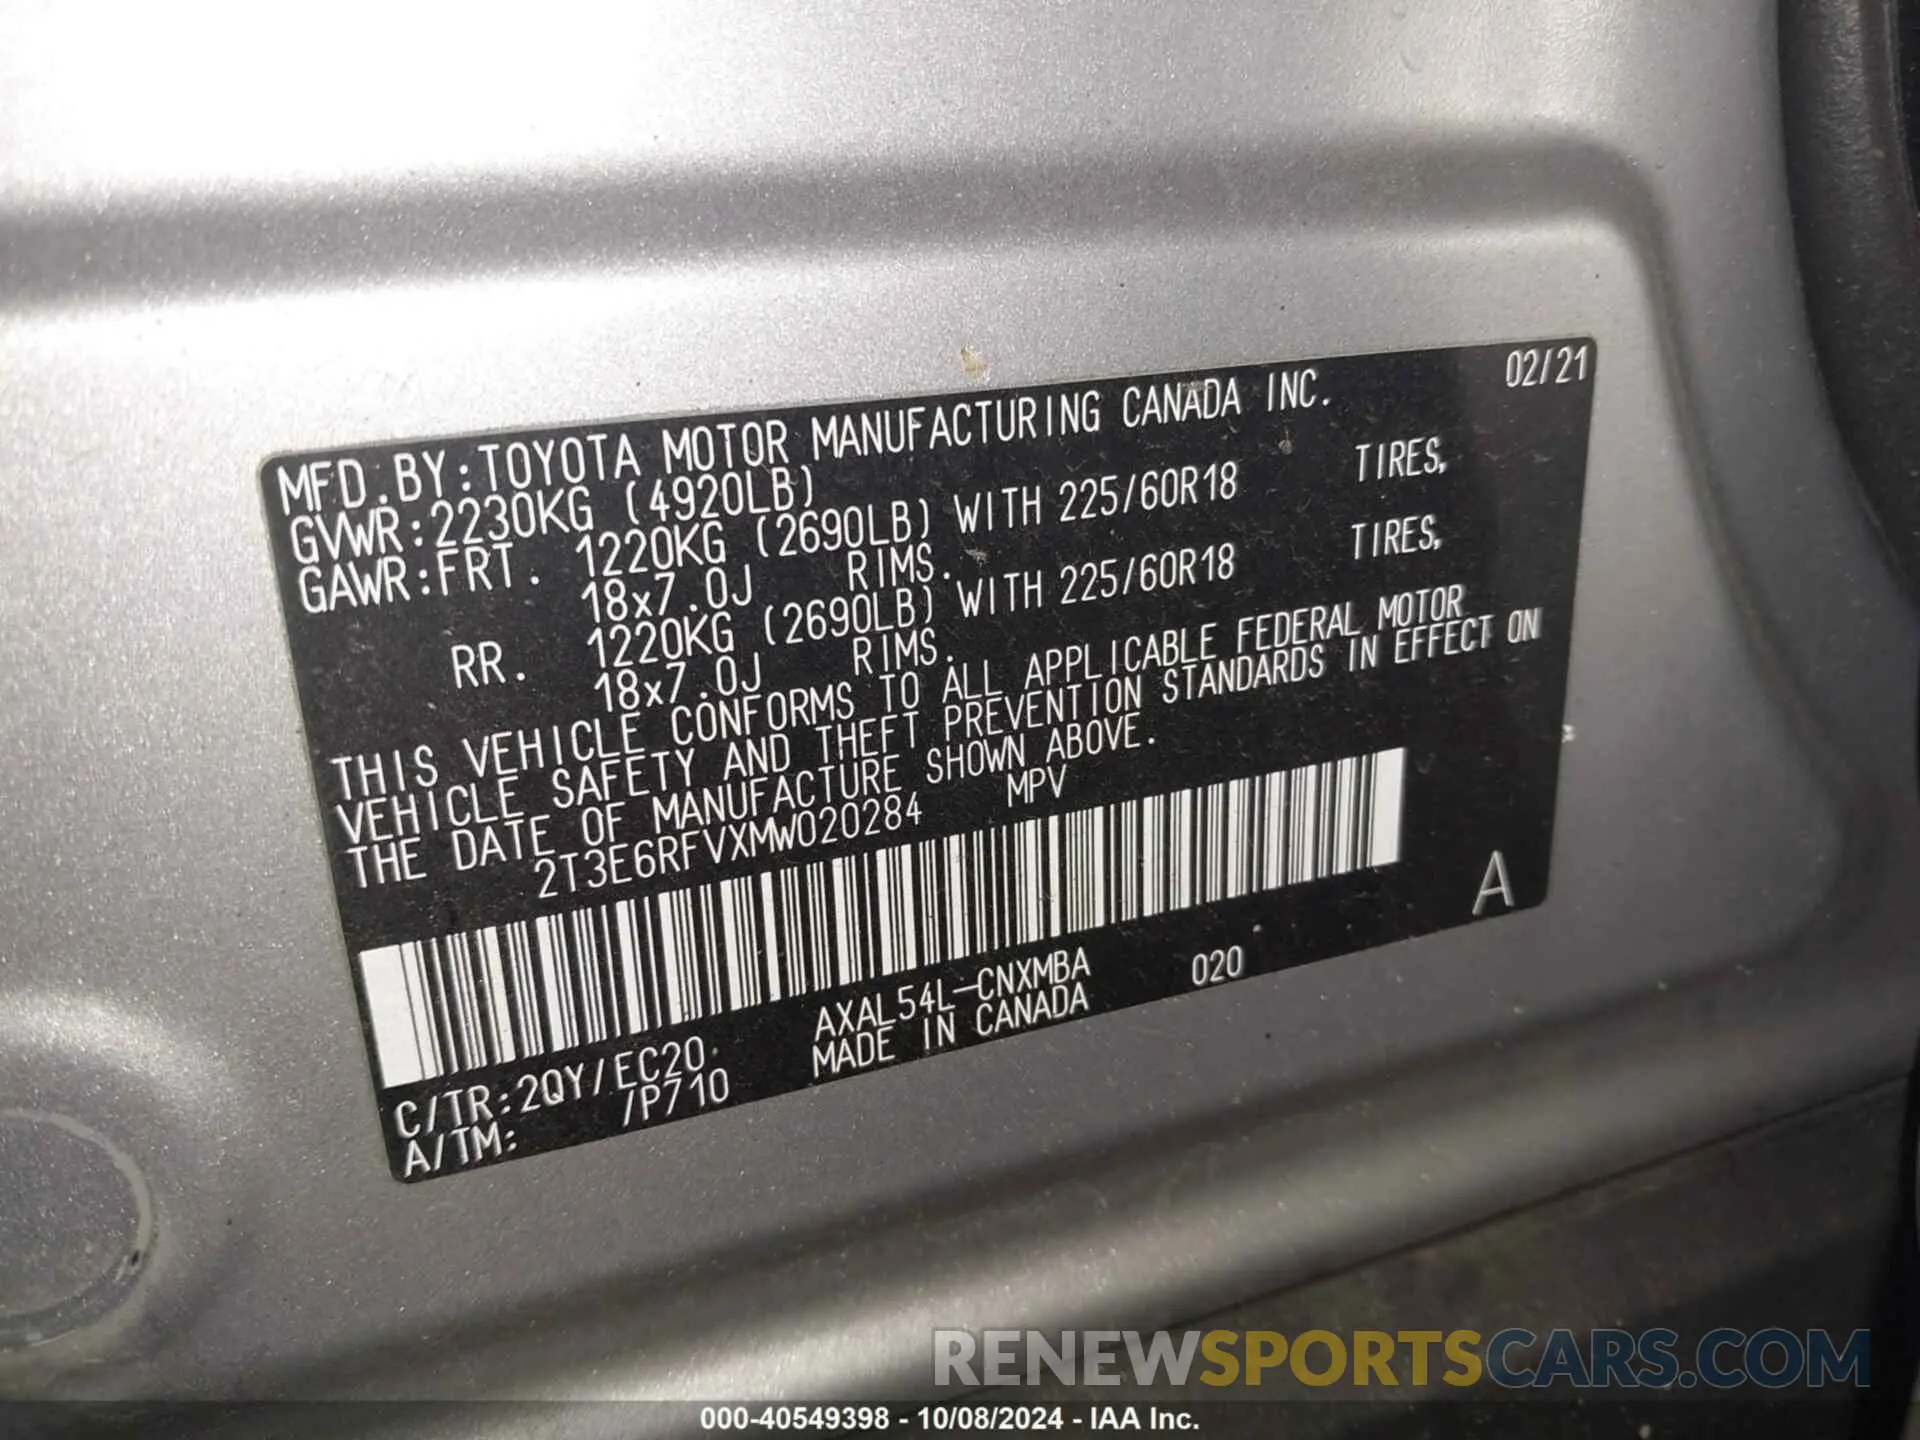 02/21
MFD.BY:TOYOTA MOTOR MANUFACTURING CANADA INC.
GVWR:2230KG (4920LB)
GAWR:FRT. 1220KG (2690LB) WITH 225/60R18 TIRES,
18x7.0J RIMS.
RR. 1220KG (2690LB) WITH 225/60R18 TIRES,
18x7.0J RIMS.
THIS VEHICLE CONFORMS TO ALL APPLICABLE FEDERAL MOTOR
VEHICLE SAFETY AND THEFT PREVENTION STANDARDS IN EFFECT ON
THE DATE OF MANUFACTURE SHOWN ABOVE.
2T3E6RFVXMW020284 MPV
A
C/TR:2QY/EC20 AXAL54L-CNXMBA 020
A/TM: /P710 MADE IN CANADA
RENEWSPORTSCARS.COM
000-40549398 - 10/08/2024 - IAA Inc.